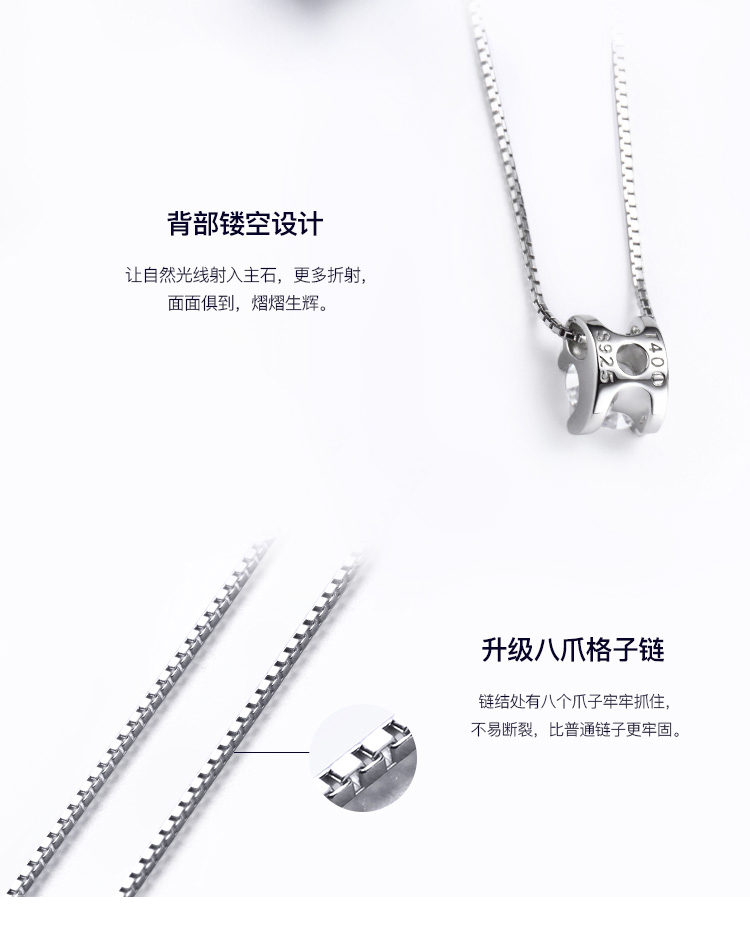 背部镂空设计
让自然光线射入主石，更多折射，
面面俱到，熠熠生辉。
S925
升级八爪格子链
链结处有八个爪子牢牢抓住，
不易断裂，比普通链子更牢固。